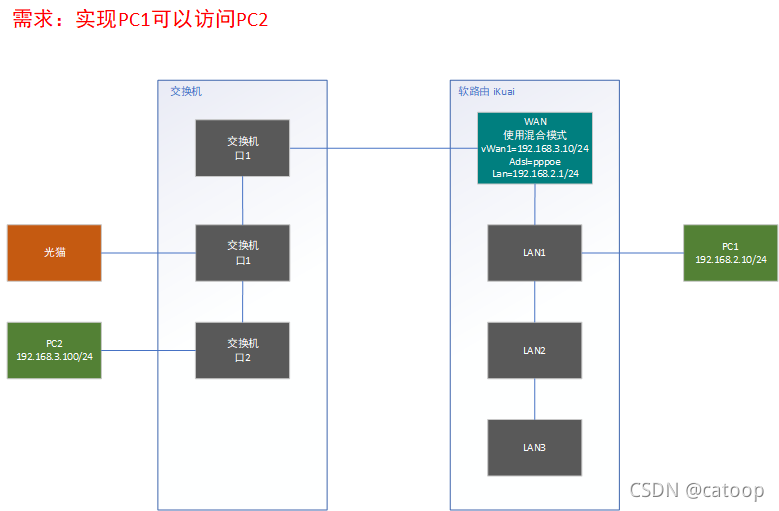 需求：实现PC1可以访问PC2
交换机
软路由 iKuai
交换机
口1
WAN
使用混合模式
vWan1=192.168.3.10/24
Adsl=pppoe
Lan=192.168.2.1/24
光猫
交换机
口1
LAN1
PC1
192.168.2.10/24
PC2
192.168.3.100/24
交换机
口2
LAN2
LAN3
CSDN @catoop